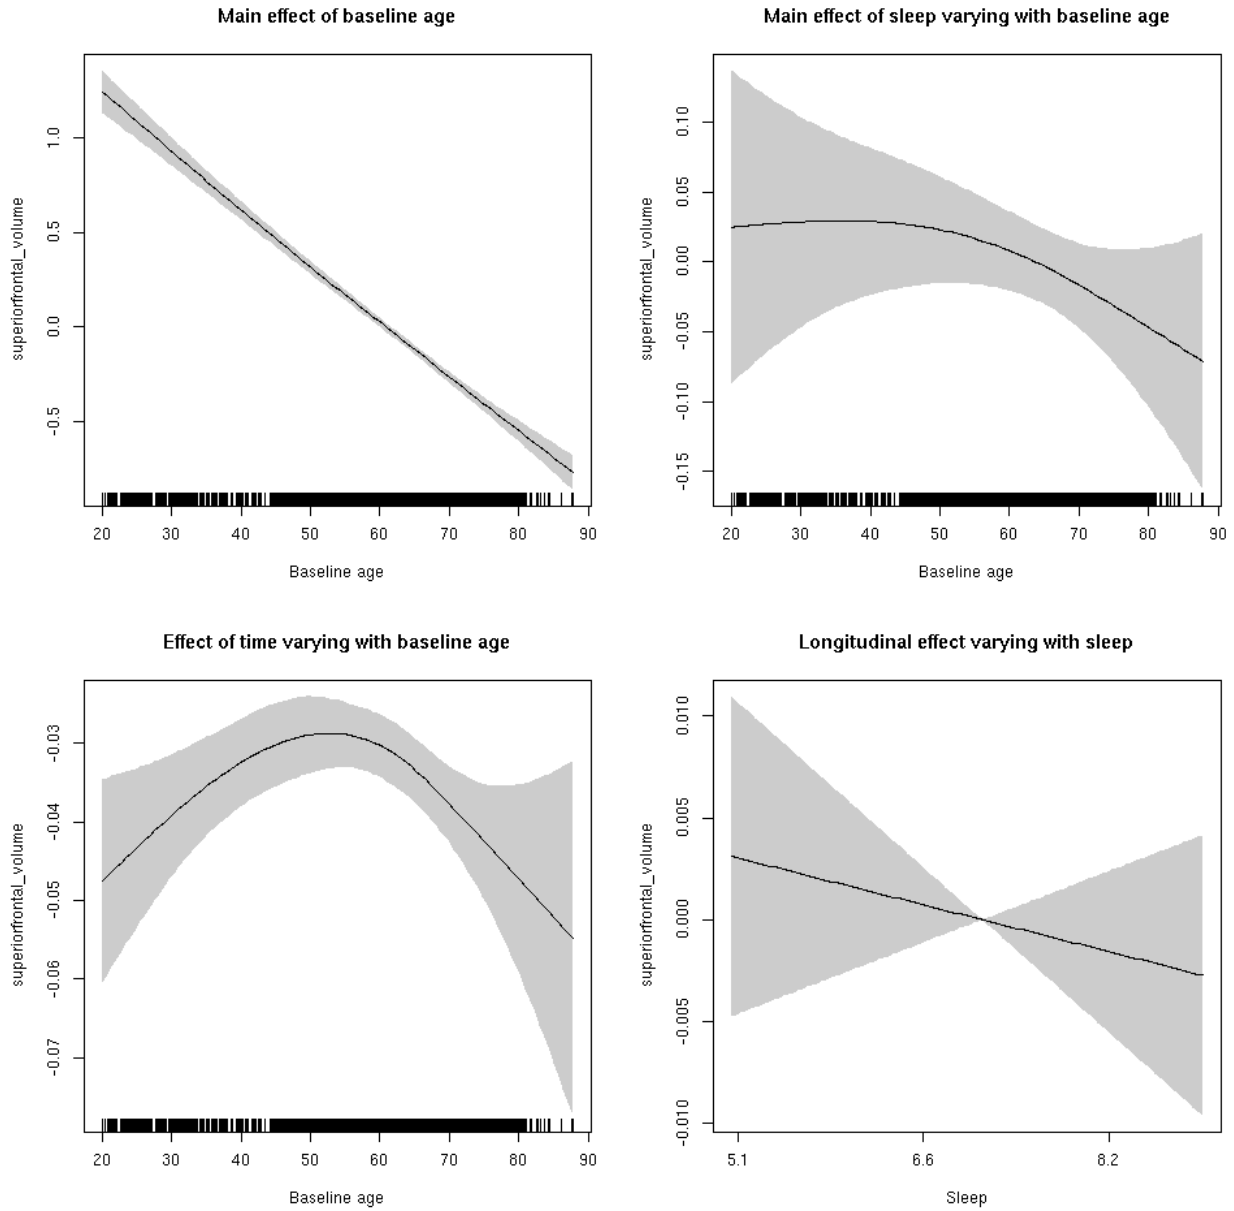 Main effect of baseline age
superiorfrontal_volume
1.0
0.5
0.0
-0.5
20 30 40 50 60 70 80 90
Baseline age
Main effect of sleep varying with baseline age
superiorfrontal_volume
0.10
0.05
0.00
-0.05
-0.10
-0.15
20 30 40 50 60 70 80 90
Baseline age
Effect of time varying with baseline age
superiorfrontal_volume
-0.03
-0.04
-0.05
-0.06
-0.07
20 30 40 50 60 70 80 90
Baseline age
Longitudinal effect varying with sleep
superiorfrontal_volume
0.010
0.005
0.000
-0.005
-0.010
5.1 6.6 8.2
Sleep